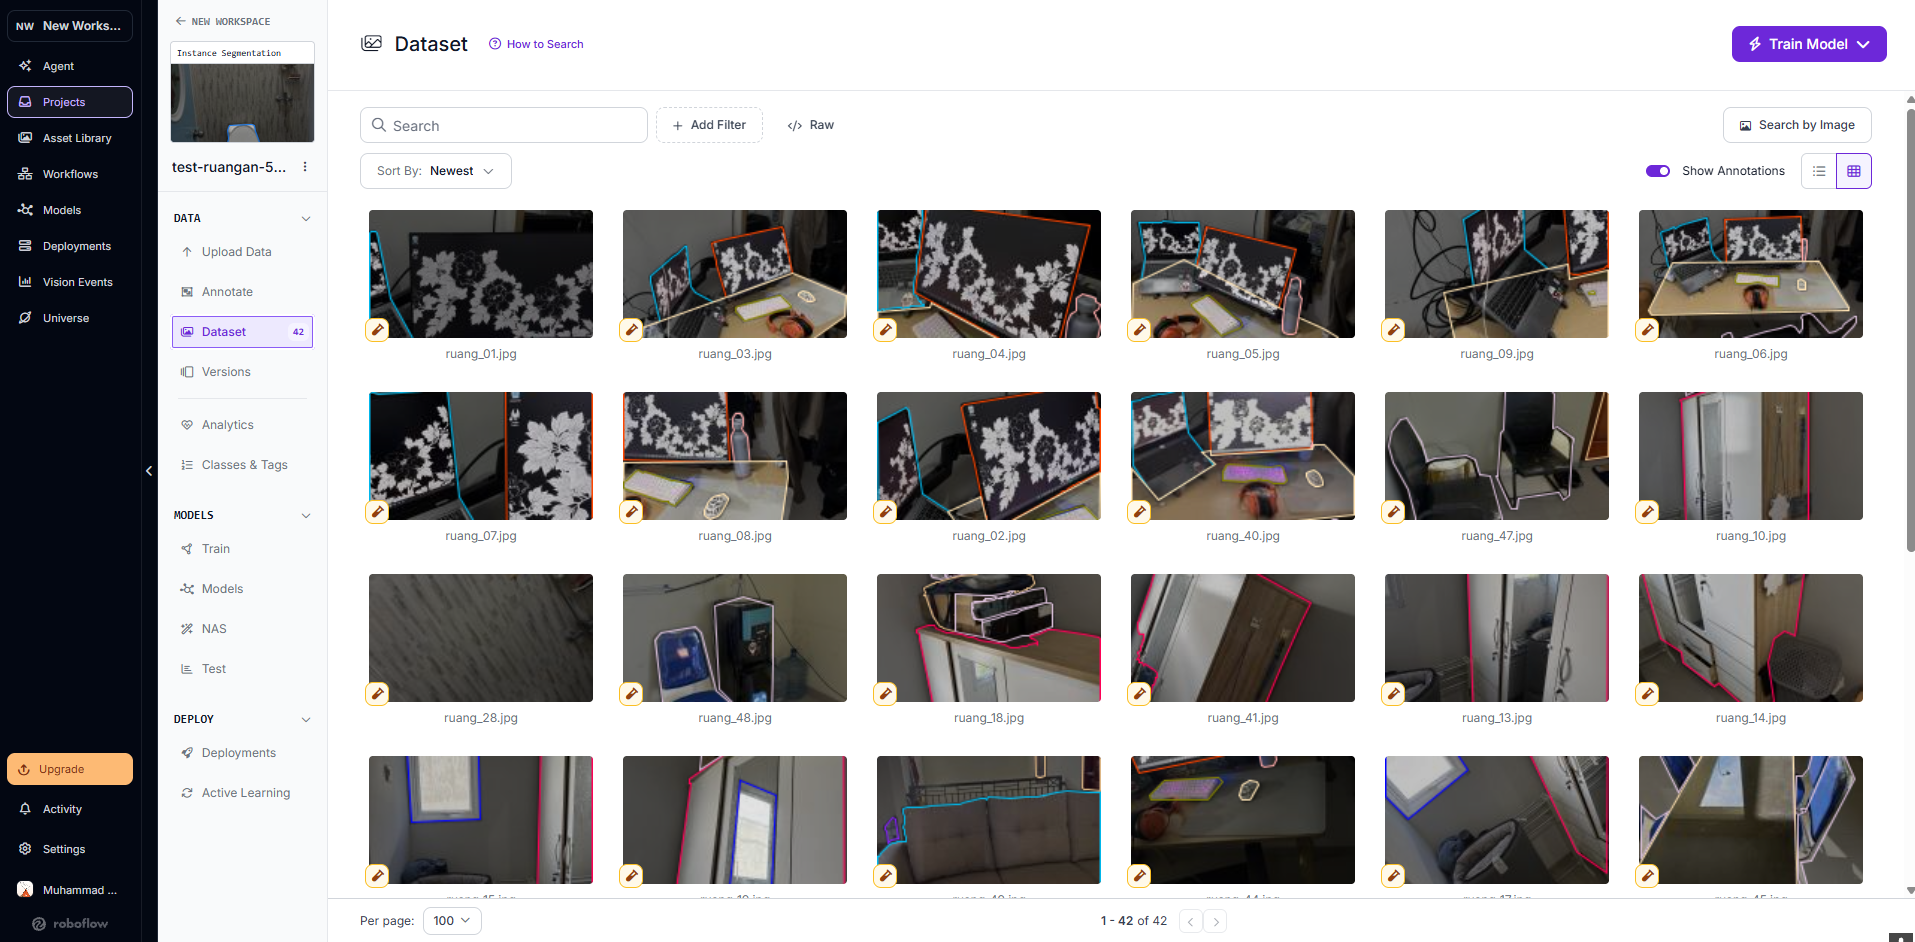 NW New Works...
Agent
Projects
Asset Library
Workflows
Models
Deployments
Vision Events
Universe
Upgrade
Activity
Settings
Muhammad ...
roboflow
NEW WORKSPACE
Instance Segmentation
test-ruangan-5...
DATA
Upload Data
Annotate
Dataset 42
Versions
Analytics
Classes & Tags
MODELS
Train
Models
NAS
Test
DEPLOY
Deployments
Active Learning
Dataset How to Search
Train Model
Search
Add Filter
</> Raw
Search by Image
Sort By: Newest
Show Annotations
ruang_01.jpg
ruang_03.jpg
ruang_04.jpg
ruang_05.jpg
ruang_09.jpg
ruang_06.jpg
ruang_07.jpg
ruang_08.jpg
ruang_02.jpg
ruang_40.jpg
ruang_47.jpg
ruang_10.jpg
ruang_28.jpg
ruang_48.jpg
ruang_18.jpg
ruang_41.jpg
ruang_13.jpg
ruang_14.jpg
Per page: 100
1 - 42 of 42